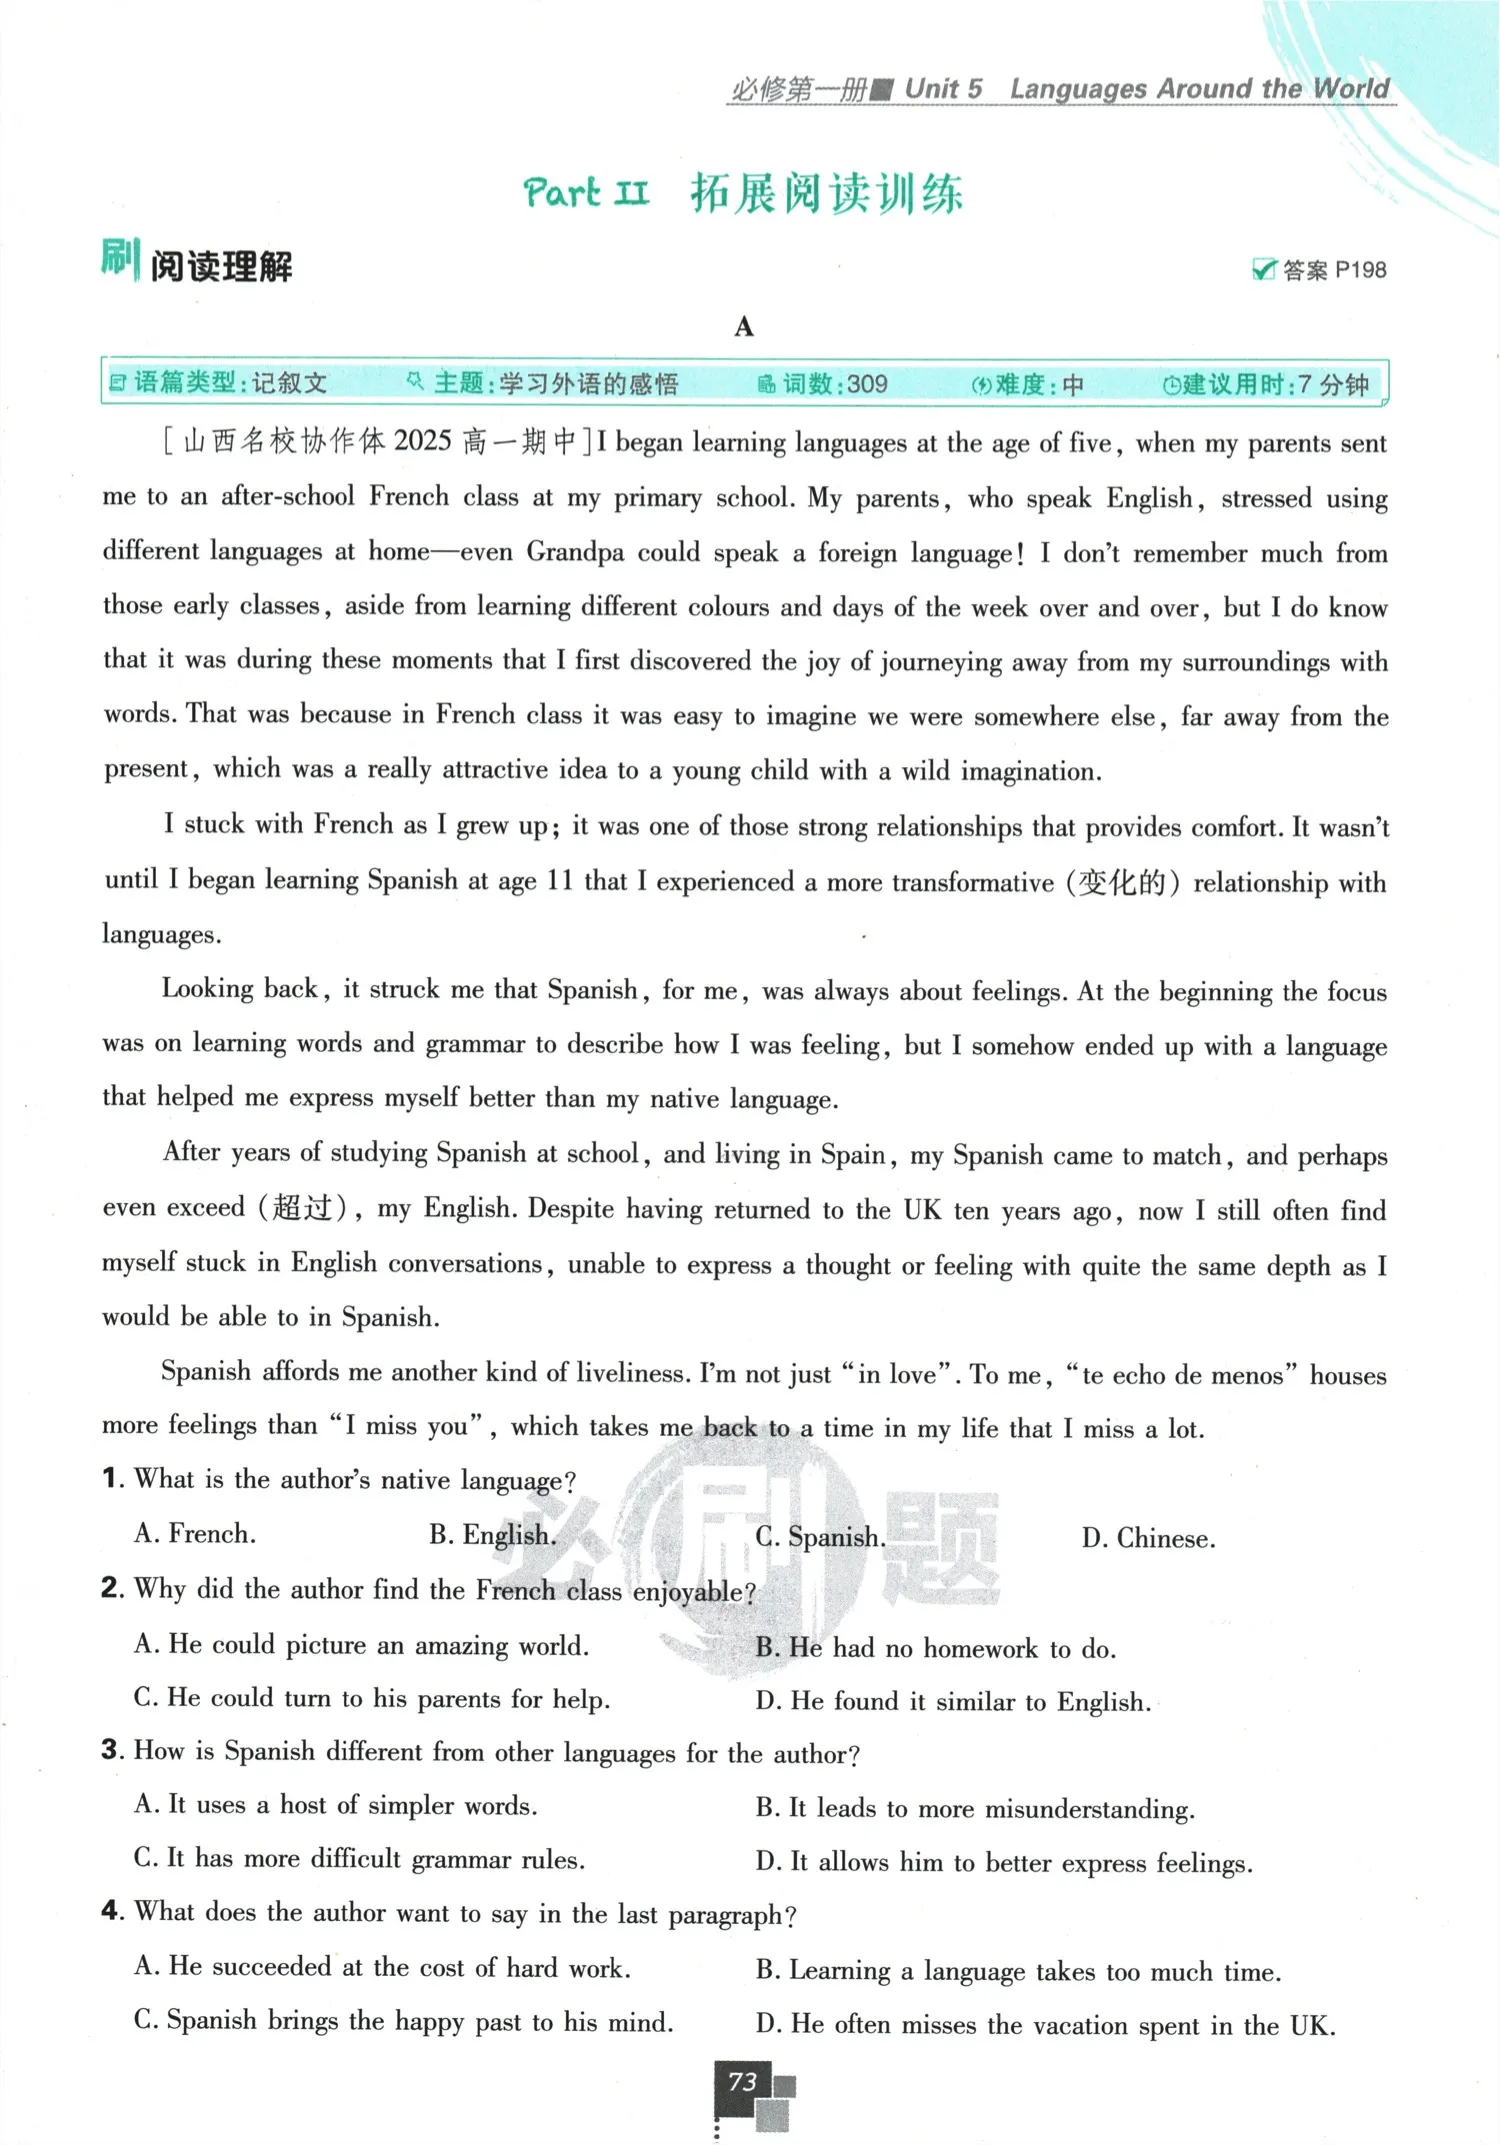 必修第一册■ Unit 5 Languages Around the World
Part II 拓展阅读训练
刷 阅读理解
答案 P198
A
语篇类型:记叙文 主题:学习外语的感悟 词数:309 难度:中 建议用时:7 分钟
[山西名校协作体 2025 高一期中]I began learning languages at the age of five, when my parents sent
me to an after-school French class at my primary school. My parents, who speak English, stressed using
different languages at home—even Grandpa could speak a foreign language! I don't remember much from
those early classes, aside from learning different colours and days of the week over and over, but I do know
that it was during these moments that I first discovered the joy of journeying away from my surroundings with
words. That was because in French class it was easy to imagine we were somewhere else, far away from the
present, which was a really attractive idea to a young child with a wild imagination.
I stuck with French as I grew up; it was one of those strong relationships that provides comfort. It wasn't
until I began learning Spanish at age 11 that I experienced a more transformative (变化的) relationship with
languages.
Looking back, it struck me that Spanish, for me, was always about feelings. At the beginning the focus
was on learning words and grammar to describe how I was feeling, but I somehow ended up with a language
that helped me express myself better than my native language.
After years of studying Spanish at school, and living in Spain, my Spanish came to match, and perhaps
even exceed (超过), my English. Despite having returned to the UK ten years ago, now I still often find
myself stuck in English conversations, unable to express a thought or feeling with quite the same depth as I
would be able to in Spanish.
Spanish affords me another kind of liveliness. I'm not just "in love". To me, "te echo de menos" houses
more feelings than "I miss you", which takes me back to a time in my life that I miss a lot.
1. What is the author's native language?
A. French. B. English. C. Spanish. D. Chinese.
2. Why did the author find the French class enjoyable?
A. He could picture an amazing world. B. He had no homework to do.
C. He could turn to his parents for help. D. He found it similar to English.
3. How is Spanish different from other languages for the author?
A. It uses a host of simpler words. B. It leads to more misunderstanding.
C. It has more difficult grammar rules. D. It allows him to better express feelings.
4. What does the author want to say in the last paragraph?
A. He succeeded at the cost of hard work. B. Learning a language takes too much time.
C. Spanish brings the happy past to his mind. D. He often misses the vacation spent in the UK.
必刷题
73